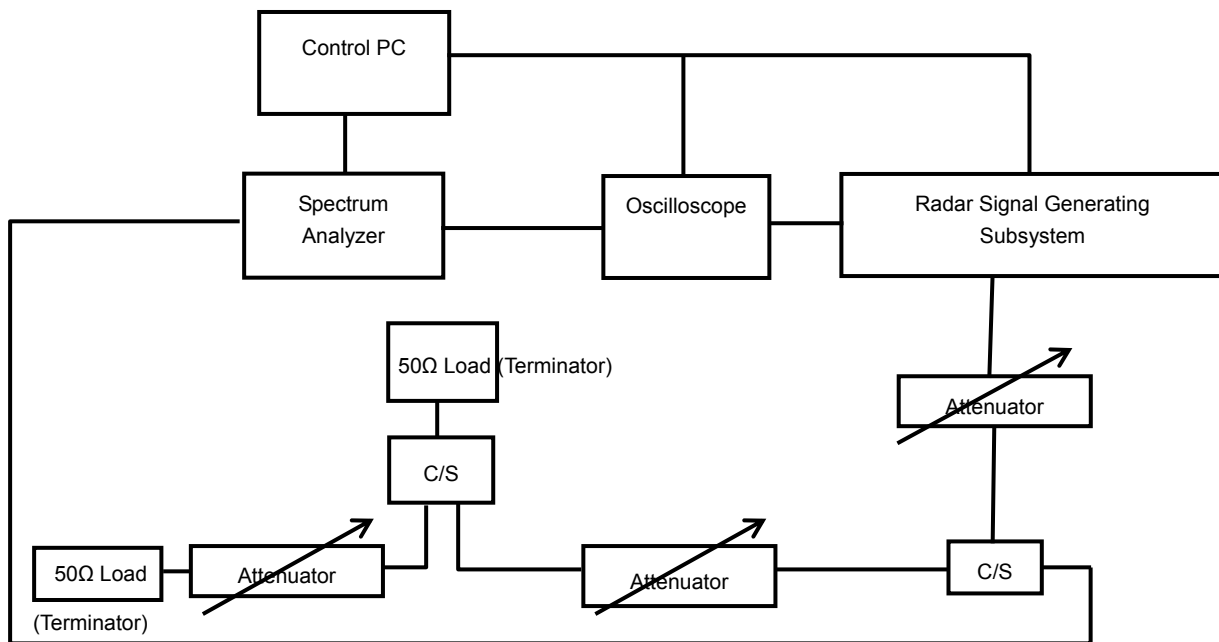 Control PC
Spectrum
Analyzer
Oscilloscope
Radar Signal Generating
Subsystem
50Ω Load (Terminator)
Attenuator
C/S
50Ω Load
(Terminator)
Attenuator
Attenuator
C/S